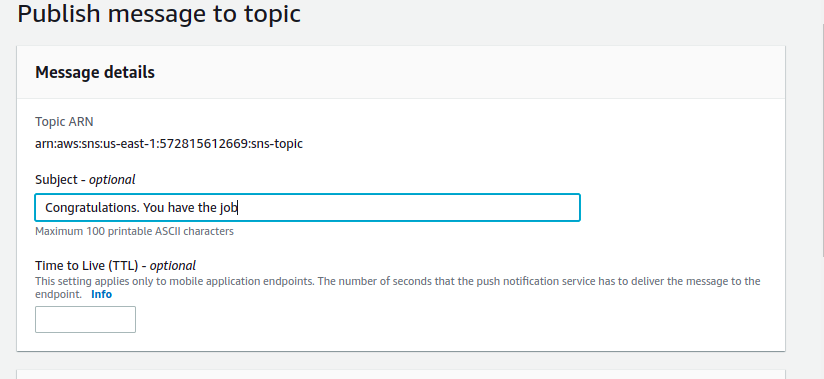 Publish message to topic
Message details
Topic ARN
arn:aws:sns:us-east-1:572815612669:sns-topic
Subject - optional
Congratulations. You have the job
Maximum 100 printable ASCII characters
Time to Live (TTL) - optional
This setting applies only to mobile application endpoints. The number of seconds that the push notification service has to deliver the message to the
endpoint. Info